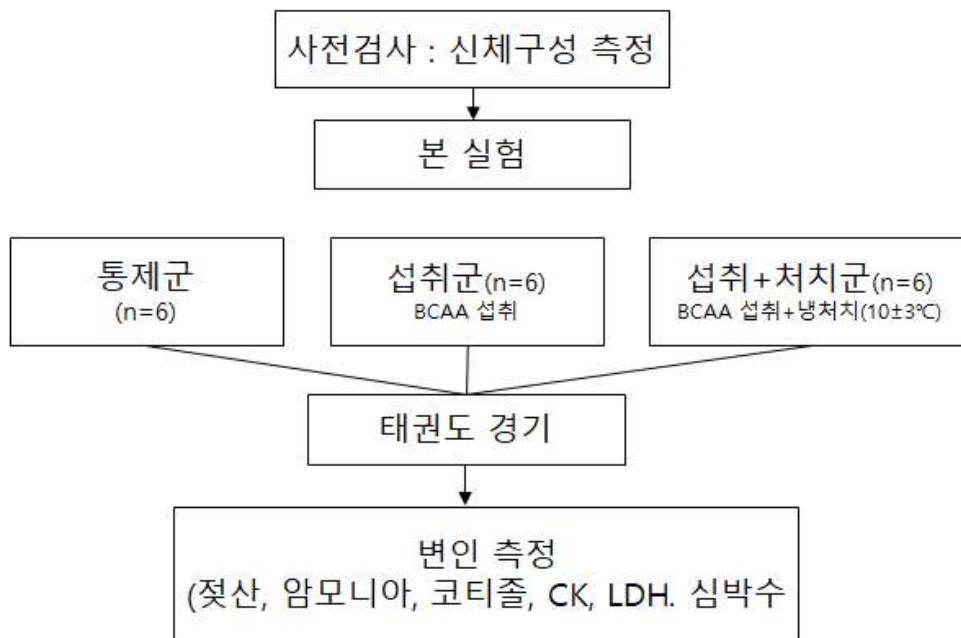 사전검사 : 신체구성 측정
본 실험
통제군
(n=6)
섭취군(n=6)
BCAA 섭취
섭취+처치군(n=6)
BCAA 섭취+냉처치(10±3℃)
태권도 경기
변인 측정
(젖산, 암모니아, 코티졸, CK, LDH. 심박수